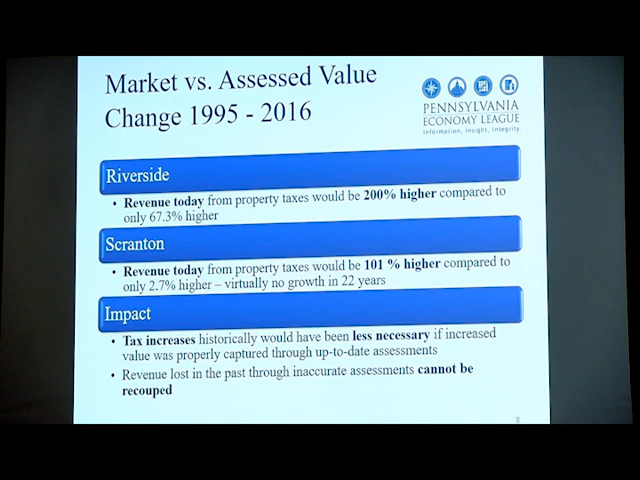 Market vs. Assessed Value
Change 1995 - 2016
PENNSYLVANIA
ECONOMY LEAGUE
Information, Insight, Integrity.
Riverside
• Revenue today from property taxes would be 200% higher compared to
only 67.3% higher
Scranton
• Revenue today from property taxes would be 101 % higher compared to
only 2.7% higher – virtually no growth in 22 years
Impact
• Tax increases historically would have been less necessary if increased
value was properly captured through up-to-date assessments
• Revenue lost in the past through inaccurate assessments cannot be
recouped
8